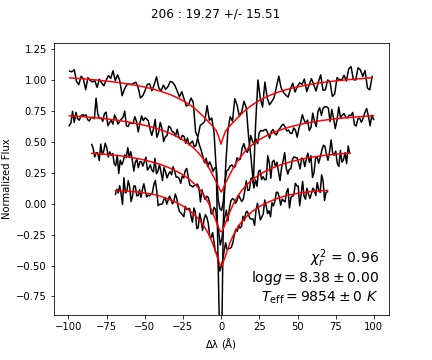 206 : 19.27 +/- 15.51
Normalized Flux
1.25
1.00
0.75
0.50
0.25
0.00
−0.25
−0.50
−0.75
χ²ᵣ = 0.96
logg = 8.38 ± 0.00
Teff = 9854 ± 0 K
−100 −75 −50 −25 0 25 50 75 100
Δλ (Å)